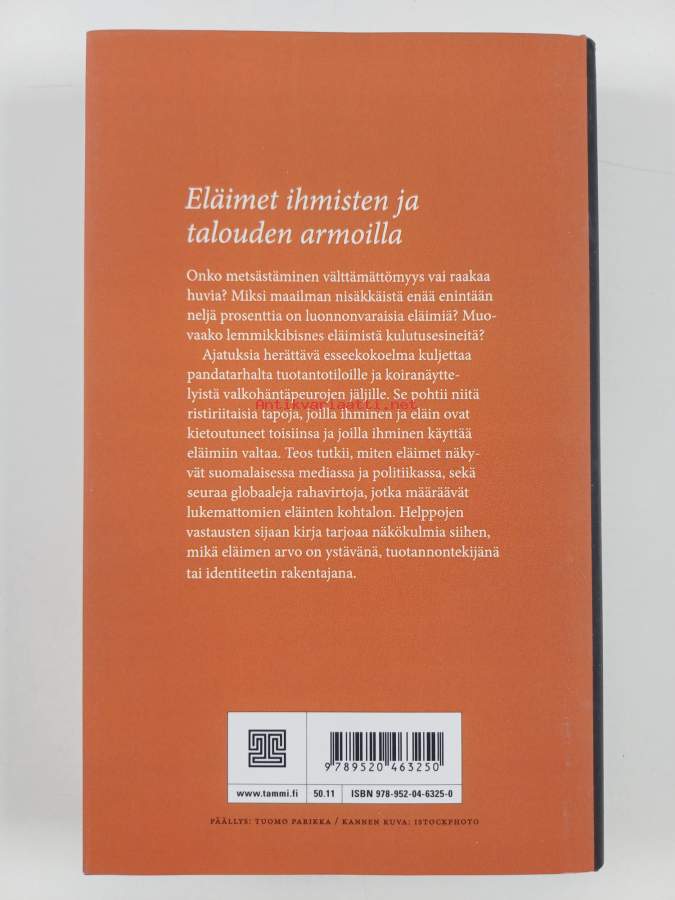 Eläimet ihmisten ja
talouden armoilla
Onko metsästäminen välttämättömyys vai raakaa
huvia? Miksi maailman nisäkkäistä enää enintään
neljä prosenttia on luonnonvaraisia eläimiä? Muo-
vaako lemmikkibisnes eläimistä kulutusesineitä?
Ajatuksia herättävä esseekokoelma kuljettaa
pandatarhalta tuotantotiloille ja koiranäytte-
lyistä valkohäntäpeurojen jäljille. Se pohtii niitä
Antikvariaatti.net
ristiriitaisia tapoja, joilla ihminen ja eläin ovat
kietoutuneet toisiinsa ja joilla ihminen käyttää
eläimiin valtaa. Teos tutkii, miten eläimet näky-
vät suomalaisessa mediassa ja politiikassa, sekä
seuraa globaaleja rahavirtoja, jotka määräävät
lukemattomien eläinten kohtalon. Helppojen
vastausten sijaan kirja tarjoaa näkökulmia siihen,
mikä eläimen arvo on ystävänä, tuotannontekijänä
tai identiteetin rakentajana.
9 789520 463250
www.tammi.fi 50.11 ISBN 978-952-04-6325-0
PÄÄLLYS: TUOMO PARIKKA / KANNEN KUVA: ISTOCKPHOTO